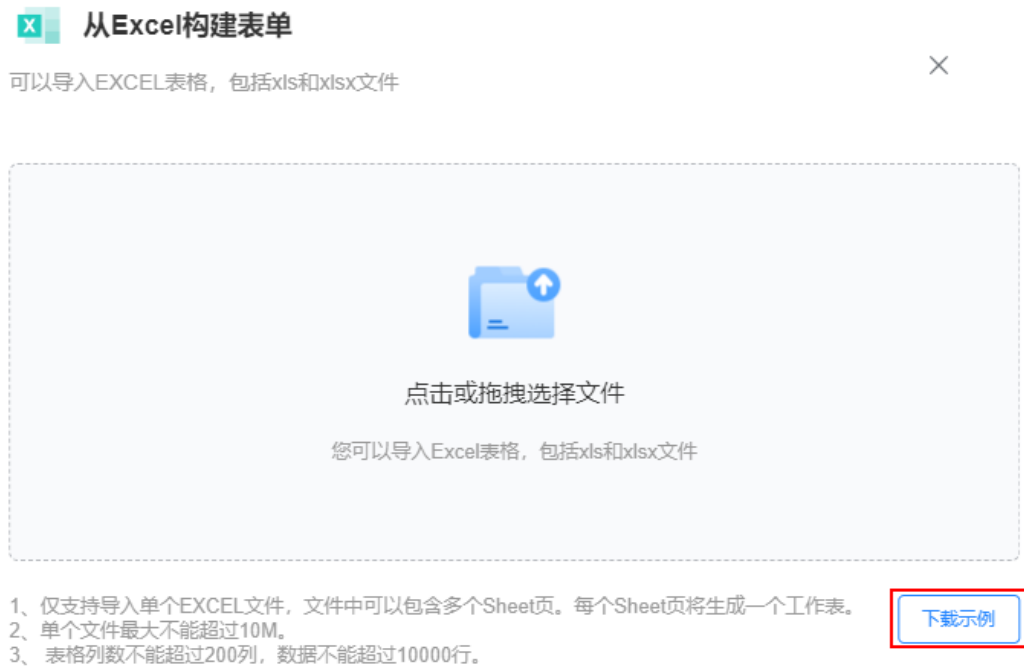 X
从Excel构建表单
可以导入EXCEL表格，包括xls和xlsx文件
点击或拖拽选择文件
您可以导入Excel表格，包括xls和xlsx文件
1、仅支持导入单个EXCEL文件，文件中可以包含多个Sheet页。每个Sheet页将生成一个工作表。
2、单个文件最大不能超过10M。
3、 表格列数不能超过200列，数据不能超过10000行。
下载示例